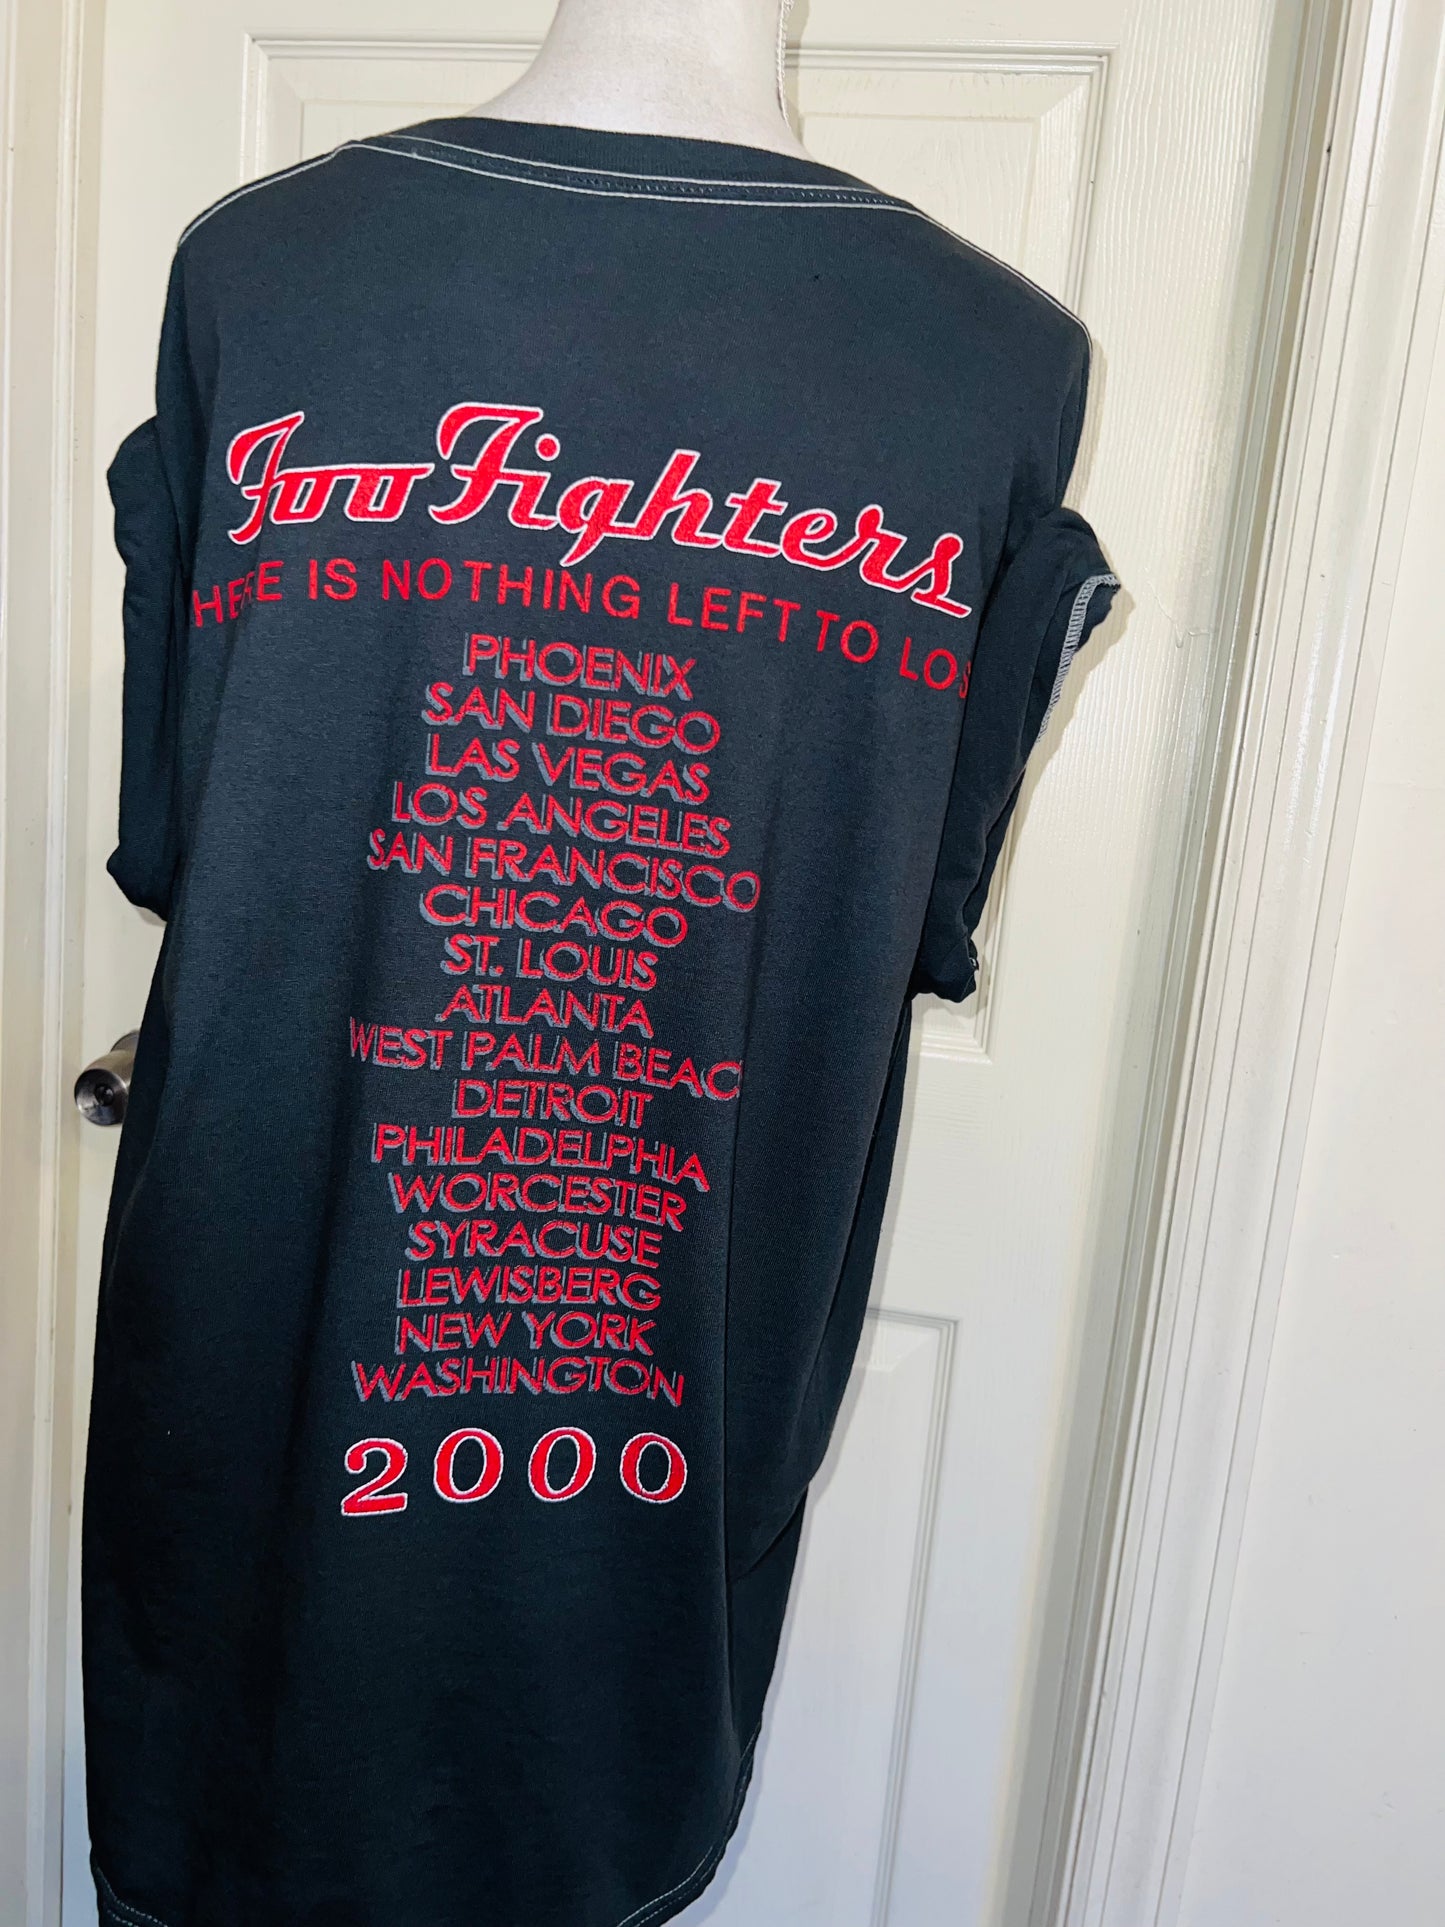 Foo Fighters
HERE IS NOTHING LEFT TO LOS
PHOENIX
SAN DIEGO
LAS VEGAS
LOS ANGELES
SAN FRANCISCO
CHICAGO
ST. LOUIS
ATLANTA
WEST PALM BEAC
DETROIT
PHILADELPHIA
WORCESTER
SYRACUSE
LEWISBERG
NEW YORK
WASHINGTON
2000